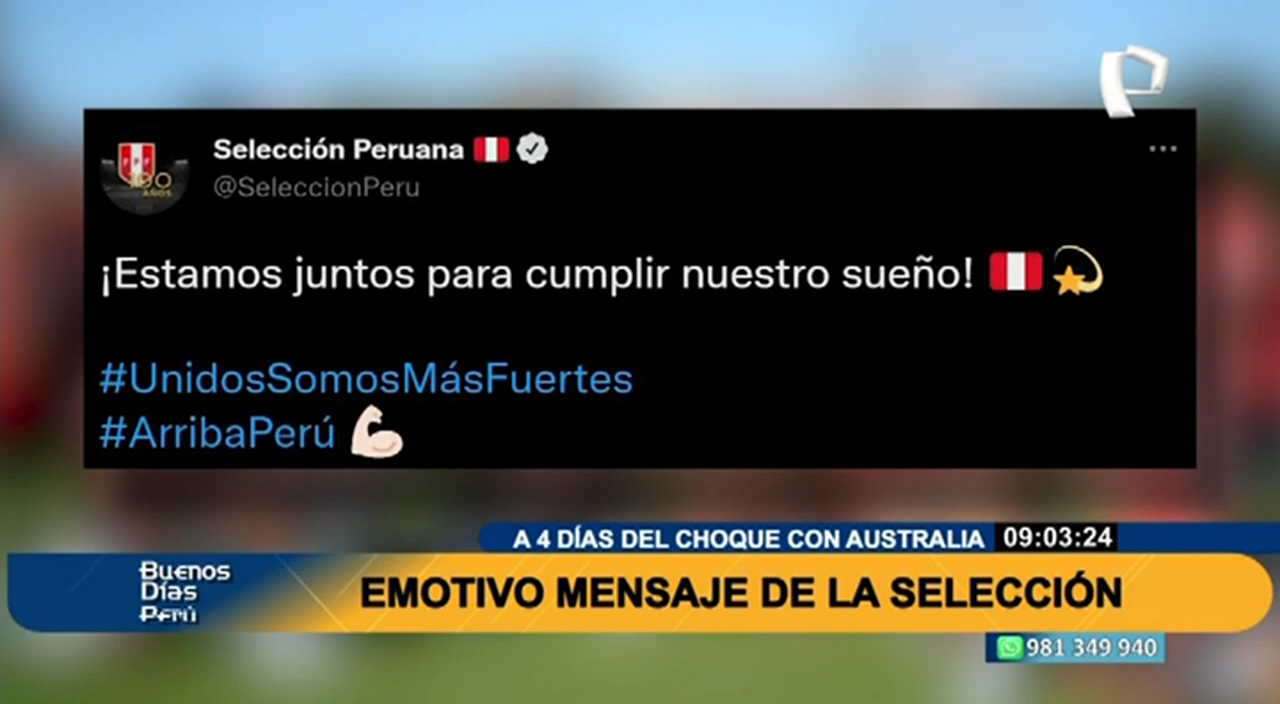 Selección Peruana
@SeleccionPeru
¡Estamos juntos para cumplir nuestro sueño!
#UnidosSomosMásFuertes
#ArribaPerú
A 4 DÍAS DEL CHOQUE CON AUSTRALIA 09:03:24
Buenos
Días
Perú
EMOTIVO MENSAJE DE LA SELECCIÓN
981 349 940